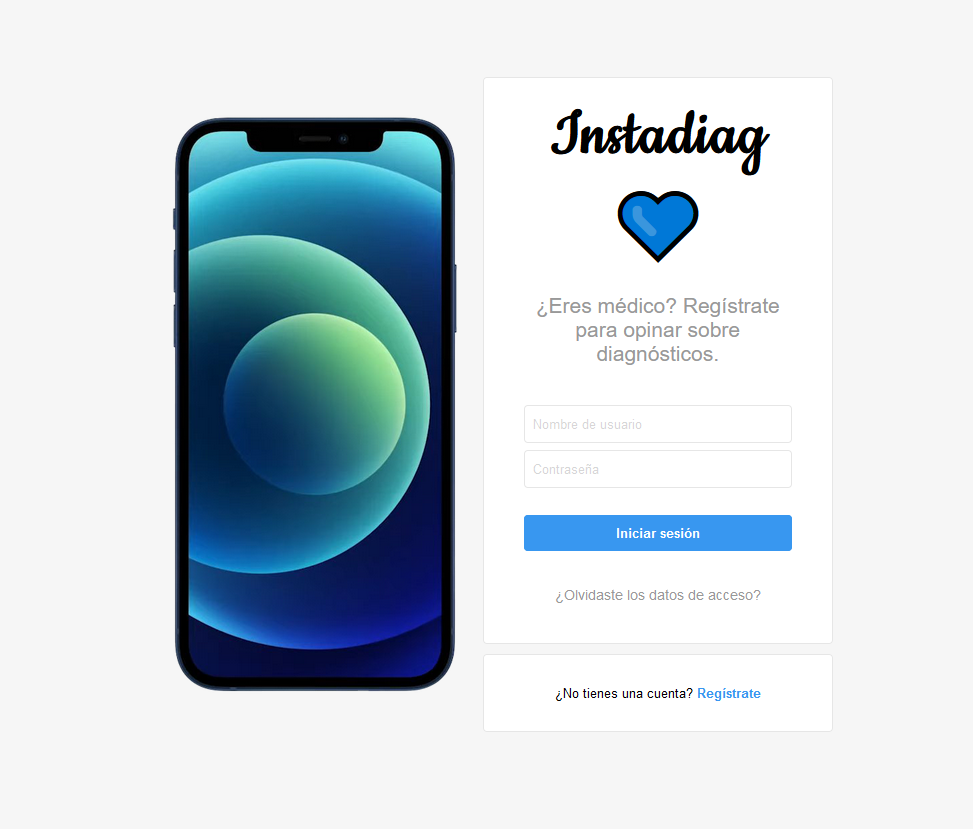 Instadiag
¿Eres médico? Regístrate
para opinar sobre
diagnósticos.
Nombre de usuario
Contraseña
Iniciar sesión
¿Olvidaste los datos de acceso?
¿No tienes una cuenta? Regístrate